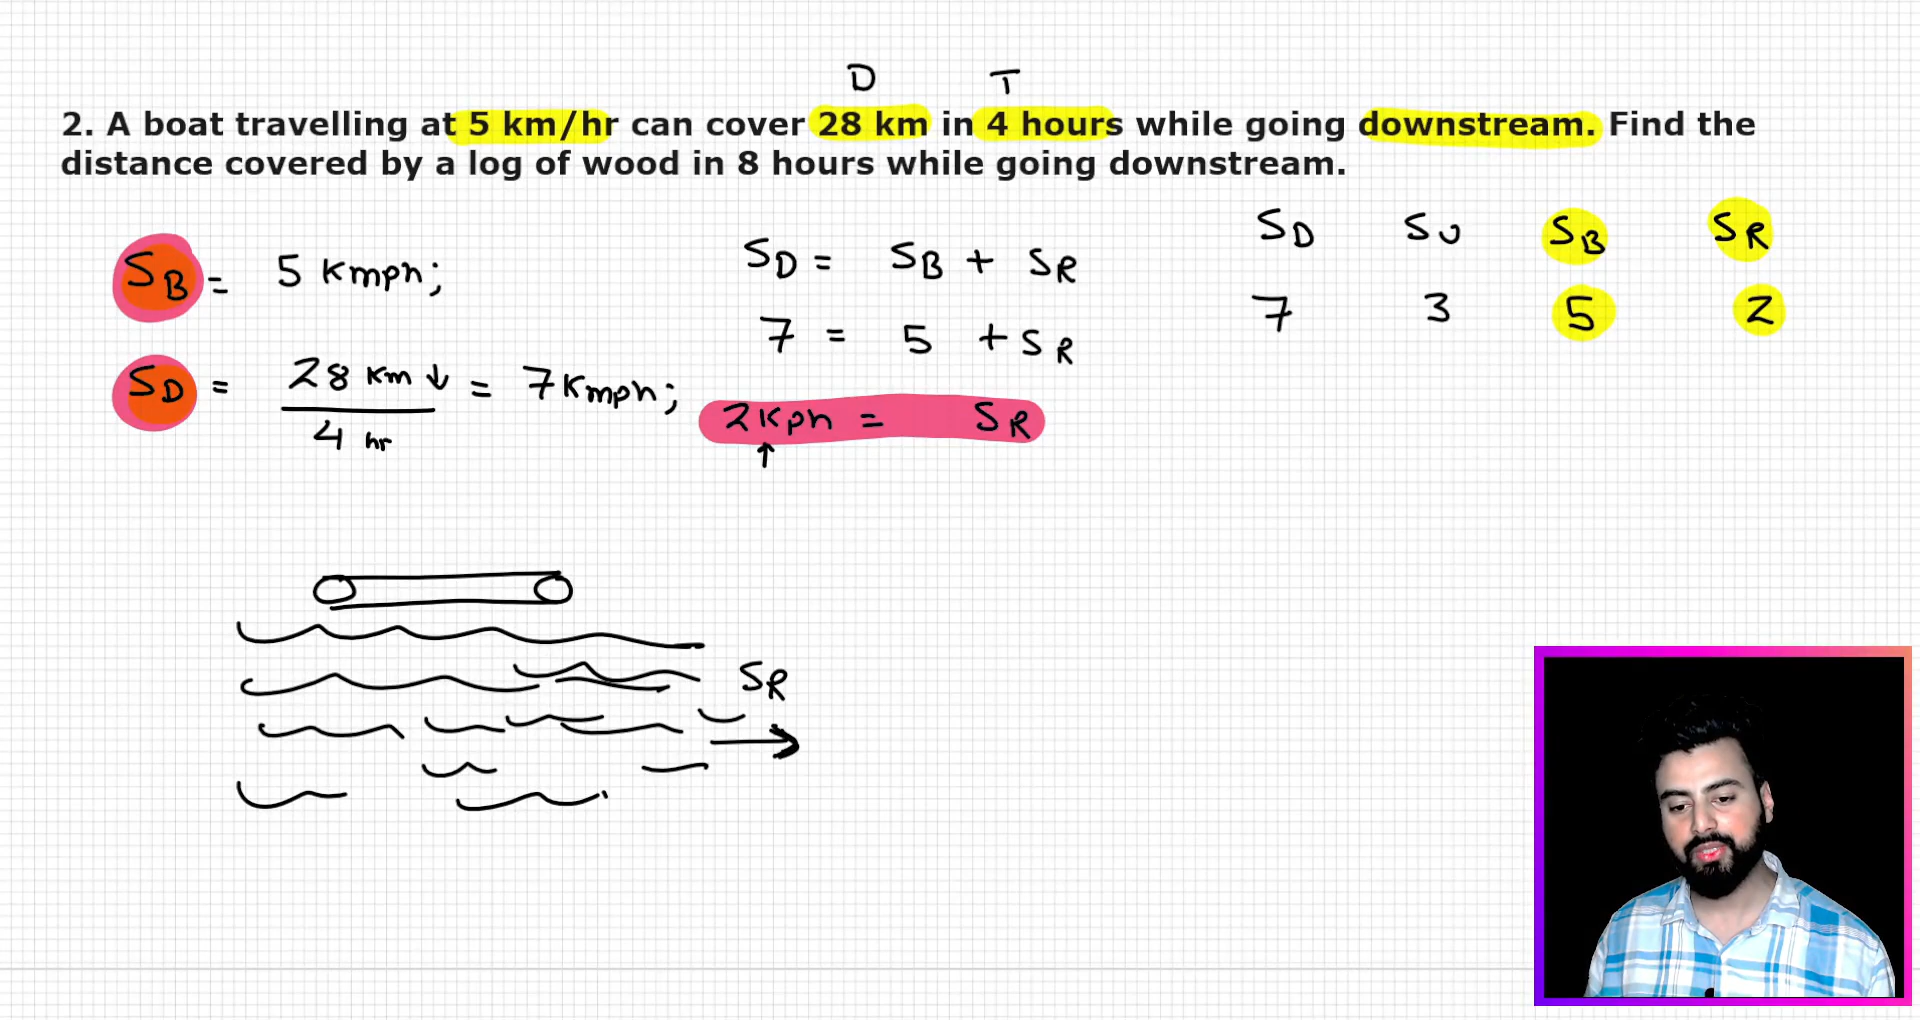 D T
2. A boat travelling at 5 km/hr can cover 28 km in 4 hours while going downstream. Find the
distance covered by a log of wood in 8 hours while going downstream.
SB = 5 Kmph;
SD = 28 Km ↓ / 4 hr = 7 Kmph;
SD = SB + SR
7 = 5 + SR
2 Kph = SR
↑
SD SU SB SR
7 3 5 2
SR